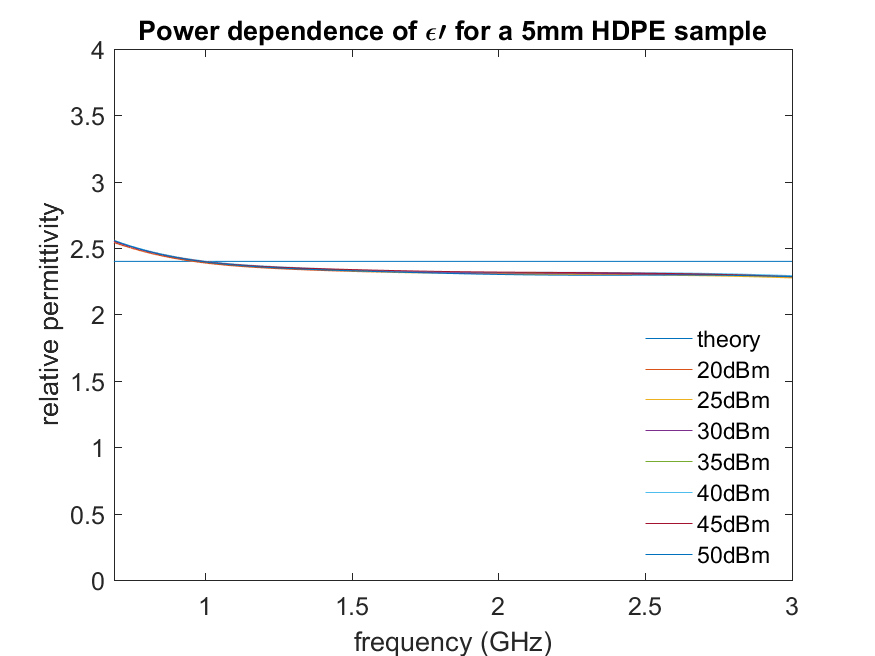 Power dependence of ϵ′ for a 5mm HDPE sample
4
3.5
3
2.5
2
1.5
1
0.5
0
relative permittivity
theory
20dBm
25dBm
30dBm
35dBm
40dBm
45dBm
50dBm
1 1.5 2 2.5 3
frequency (GHz)